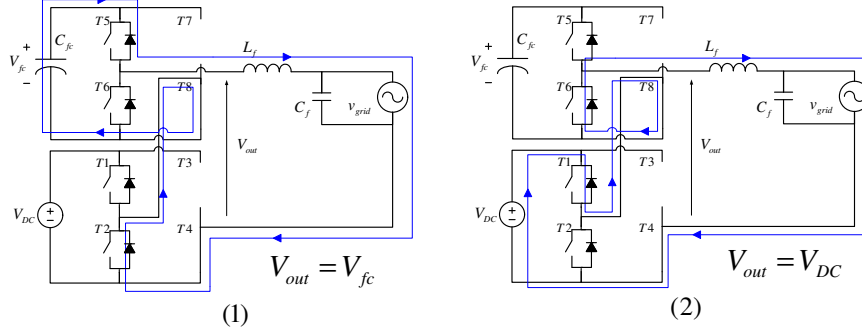 T5
T7
+
C_fc
V_fc
L_f
−
T6
T8
C_f
v_grid
T1
T3
V_out
V_DC
+
−
T2
T4
V_out = V_fc
(1)
T5
T7
+
C_fc
V_fc
L_f
−
T6
T8
C_f
v_grid
T1
T3
V_out
V_DC
+
−
T2
T4
V_out = V_DC
(2)